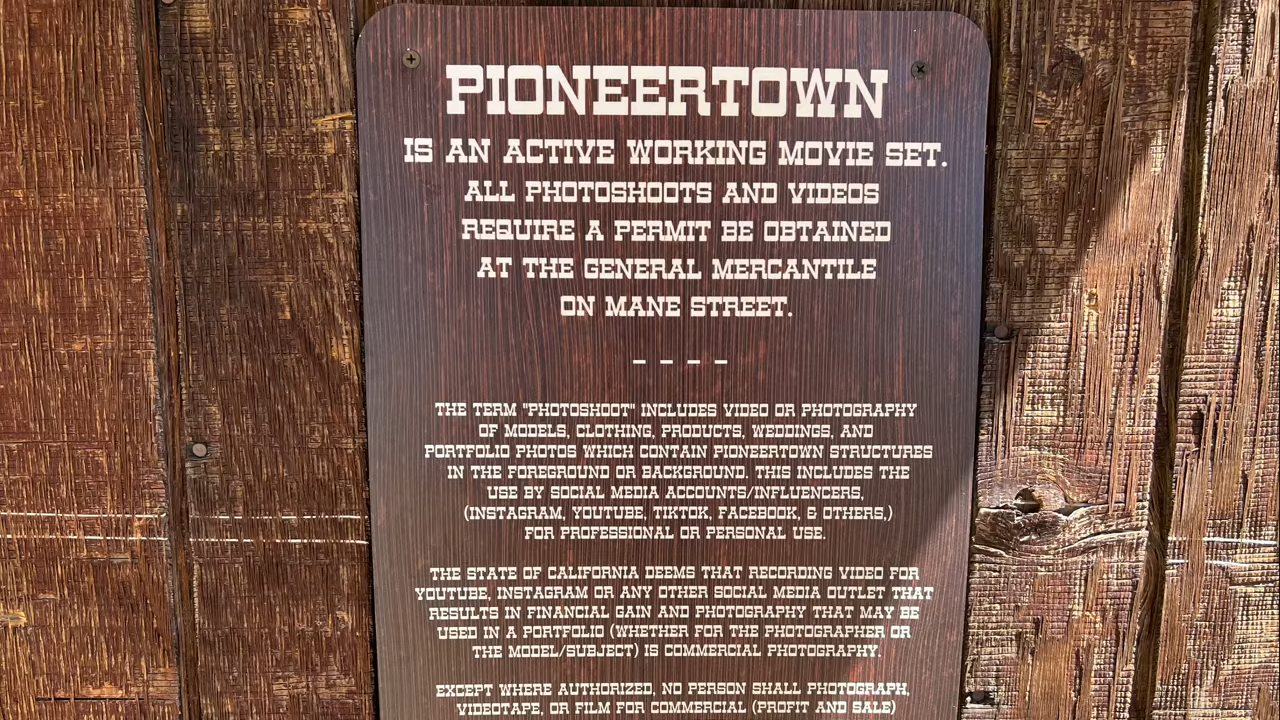 PIONEERTOWN
IS AN ACTIVE WORKING MOVIE SET.
ALL PHOTOSHOOTS AND VIDEOS
REQUIRE A PERMIT BE OBTAINED
AT THE GENERAL MERCANTILE
ON MANE STREET.
– – – –
THE TERM "PHOTOSHOOT" INCLUDES VIDEO OR PHOTOGRAPHY
OF MODELS, CLOTHING, PRODUCTS, WEDDINGS, AND
PORTFOLIO PHOTOS WHICH CONTAIN PIONEERTOWN STRUCTURES
IN THE FOREGROUND OR BACKGROUND. THIS INCLUDES THE
USE BY SOCIAL MEDIA ACCOUNTS/INFLUENCERS,
(INSTAGRAM, YOUTUBE, TIKTOK, FACEBOOK, & OTHERS,)
FOR PROFESSIONAL OR PERSONAL USE.
THE STATE OF CALIFORNIA DEEMS THAT RECORDING VIDEO FOR
YOUTUBE, INSTAGRAM OR ANY OTHER SOCIAL MEDIA OUTLET THAT
RESULTS IN FINANCIAL GAIN AND PHOTOGRAPHY THAT MAY BE
USED IN A PORTFOLIO (WHETHER FOR THE PHOTOGRAPHER OR
THE MODEL/SUBJECT) IS COMMERCIAL PHOTOGRAPHY.
EXCEPT WHERE AUTHORIZED, NO PERSON SHALL PHOTOGRAPH,
VIDEOTAPE, OR FILM FOR COMMERCIAL (PROFIT AND SALE)